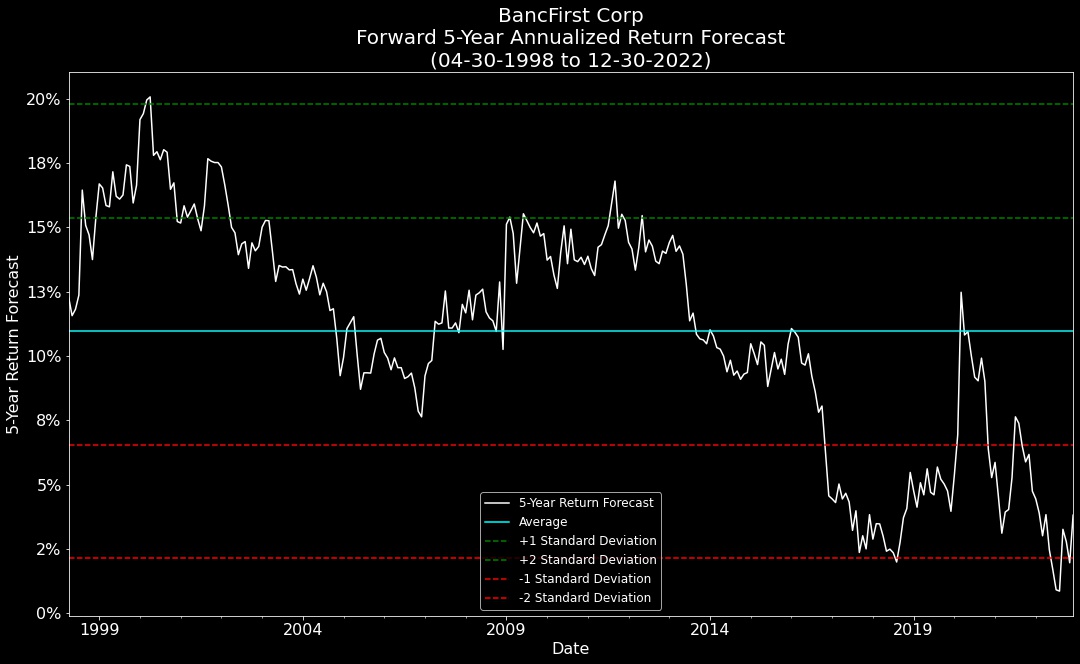 BancFirst Corp
Forward 5-Year Annualized Return Forecast
(04-30-1998 to 12-30-2022)
20%
18%
15%
13%
10%
8%
5%
2%
0%
5-Year Return Forecast
5-Year Return Forecast
Average
+1 Standard Deviation
+2 Standard Deviation
-1 Standard Deviation
-2 Standard Deviation
1999
2004
2009
2014
2019
Date